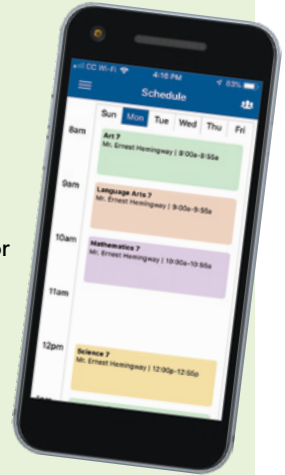 CC Wi-Fi 4:16 PM 83%
Schedule
Sun Mon Tue Wed Thu Fri
8am
Art 7
Mr. Ernest Hemingway | 8:00a-8:55a
9am
Language Arts 7
Mr. Ernest Hemingway | 9:00a-9:55a
or
10am
Mathematics 7
Mr. Ernest Hemingway | 10:00a-10:55a
11am
12pm
Science 7
Mr. Ernest Hemingway | 12:00p-12:55p